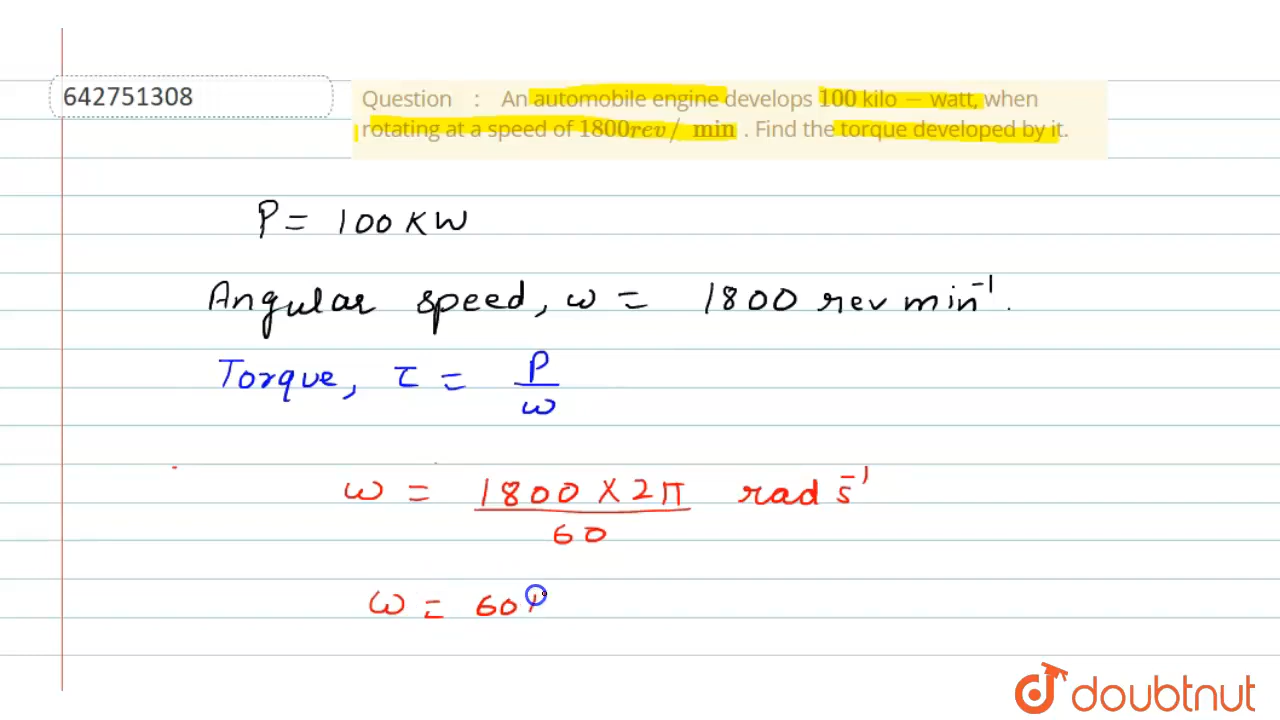 642751308
Question : An automobile engine develops 100 kilo − watt, when
rotating at a speed of 1800rev/ min . Find the torque developed by it.
P = 100 KW
Angular speed, ω = 1800 rev min⁻¹.
Torque, τ = P/ω
ω = 1800 × 2π / 60 rad s⁻¹
ω = 60
doubtnut